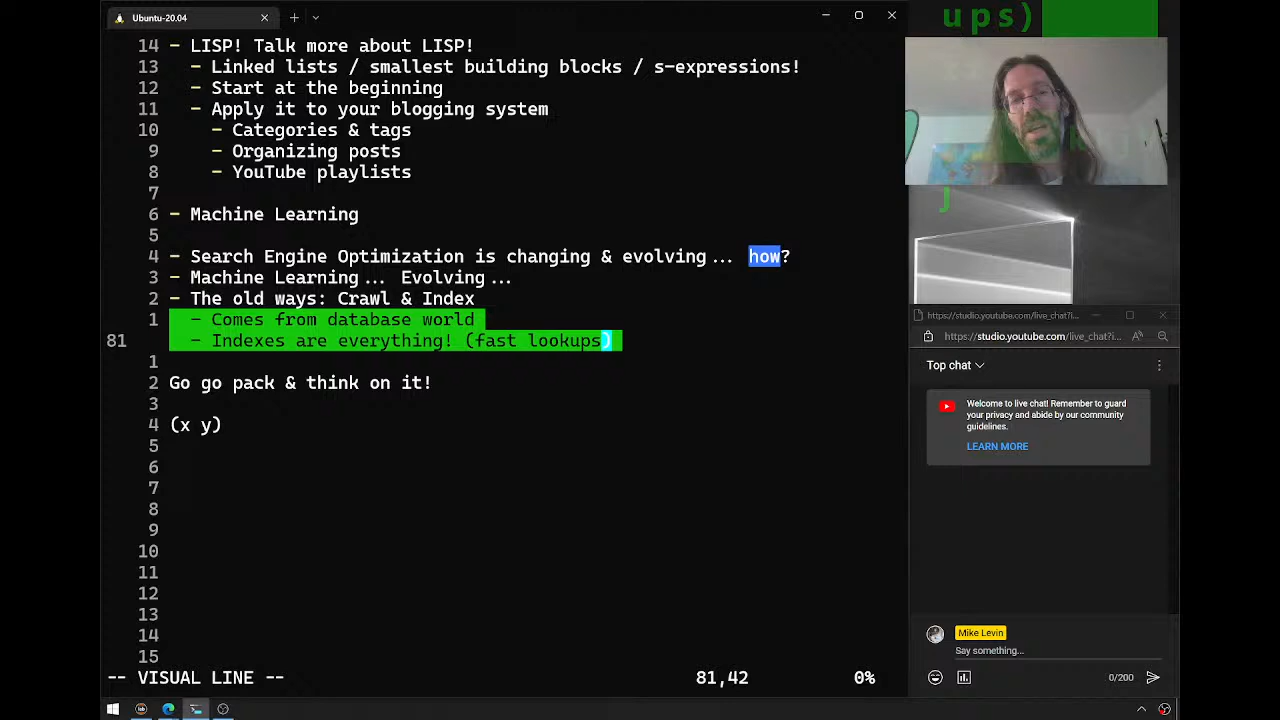 Ubuntu-20.04
14 - LISP! Talk more about LISP!
13 - Linked lists / smallest building blocks / s-expressions!
12 - Start at the beginning
11 - Apply it to your blogging system
10 - Categories & tags
9 - Organizing posts
8 - YouTube playlists
7
6 - Machine Learning
5
4 - Search Engine Optimization is changing & evolving... how?
3 - Machine Learning... Evolving...
2 - The old ways: Crawl & Index
1 - Comes from database world
81 - Indexes are everything! (fast lookups)
1
2 Go go pack & think on it!
3
4 (x y)
5
6
7
8
9
10
11
12
13
14
15
-- VISUAL LINE -- 81,42 0%
ups)
j
https://studio.youtube.com/live_chat?i...
https://studio.youtube.com/live_chat?i...
Top chat
Welcome to live chat! Remember to guard
your privacy and abide by our community
guidelines.
LEARN MORE
Mike Levin
Say something...
0/200